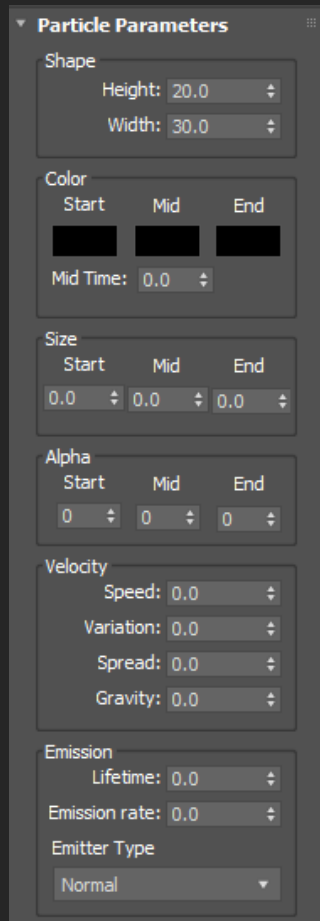 Particle Parameters
Shape
Height: 20.0
Width: 30.0
Color
Start Mid End
Mid Time: 0.0
Size
Start Mid End
0.0 0.0 0.0
Alpha
Start Mid End
0 0 0
Velocity
Speed: 0.0
Variation: 0.0
Spread: 0.0
Gravity: 0.0
Emission
Lifetime: 0.0
Emission rate: 0.0
Emitter Type
Normal